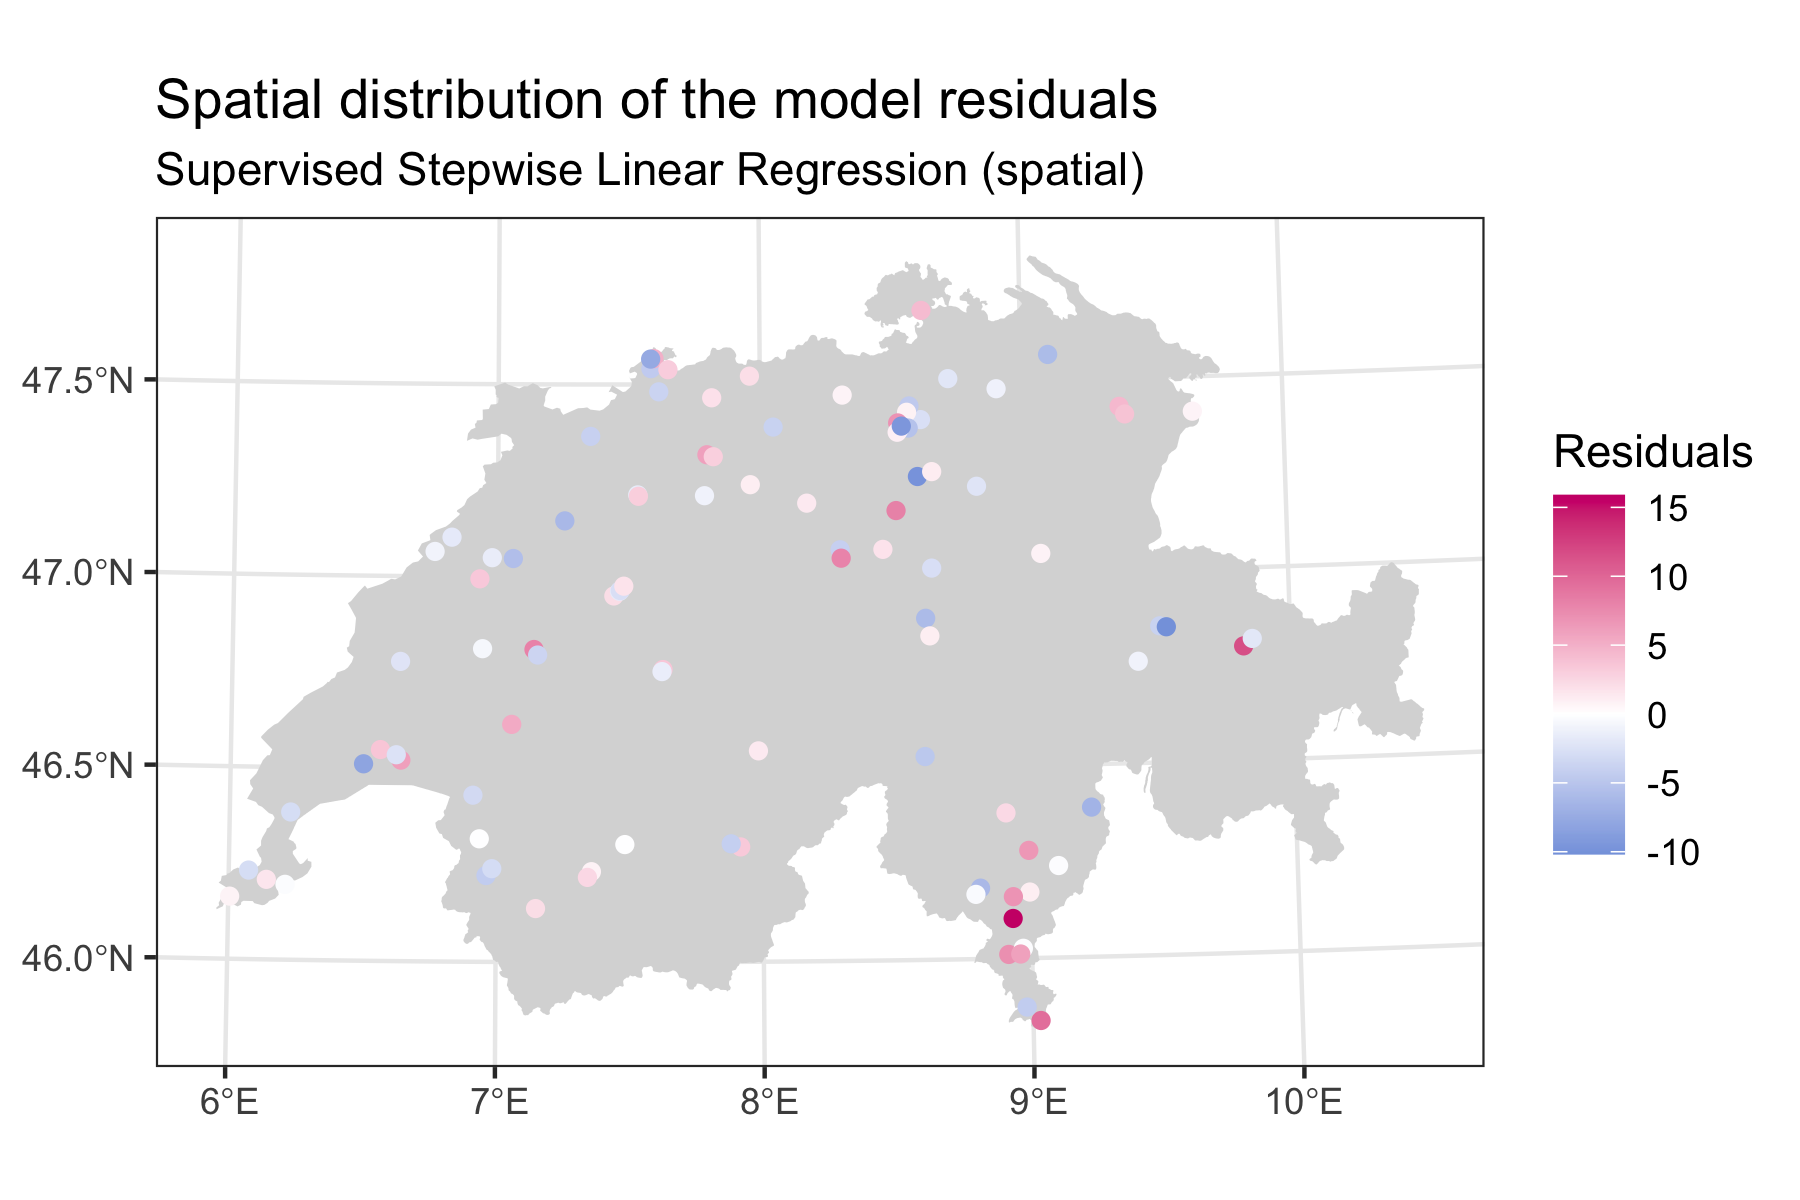 Spatial distribution of the model residuals
Supervised Stepwise Linear Regression (spatial)
47.5°N
47.0°N
46.5°N
46.0°N
6°E
7°E
8°E
9°E
10°E
Residuals
15
10
5
0
-5
-10